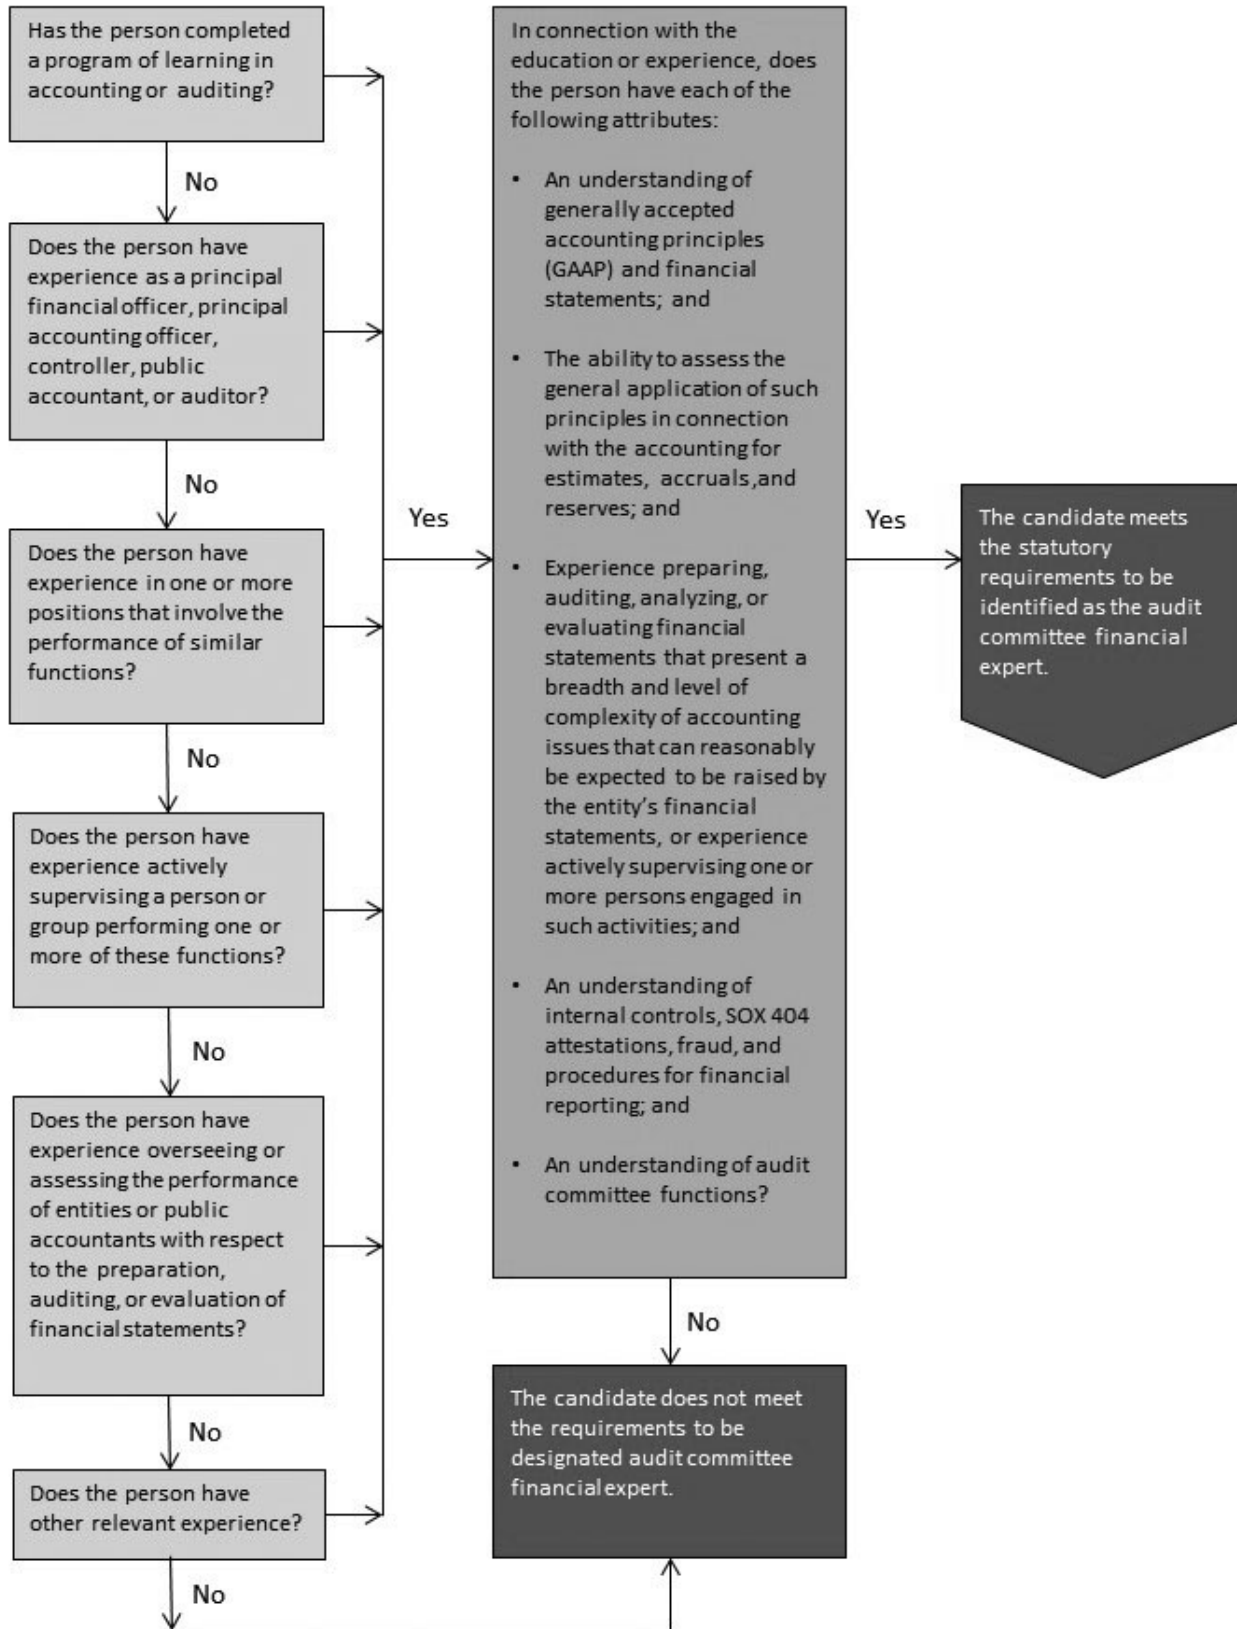 Has the person completed
a program of learning in
accounting or auditing?
No
Does the person have
experience as a principal
financial officer, principal
accounting officer,
controller, public
accountant, or auditor?
No
Does the person have
experience in one or more
positions that involve the
performance of similar
functions?
No
Does the person have
experience actively
supervising a person or
group performing one or
more of these functions?
No
Does the person have
experience overseeing or
assessing the performance
of entities or public
accountants with respect
to the preparation,
auditing, or evaluation of
financial statements?
No
Does the person have
other relevant experience?
No
Yes
In connection with the
education or experience, does
the person have each of the
following attributes:
• An understanding of
generally accepted
accounting principles
(GAAP) and financial
statements; and
• The ability to assess the
general application of such
principles in connection
with the accounting for
estimates, accruals ,and
reserves; and
• Experience preparing,
auditing, analyzing, or
evaluating financial
statements that present a
breadth and level of
complexity of accounting
issues that can reasonably
be expected to be raised by
the entity's financial
statements, or experience
actively supervising one or
more persons engaged in
such activities; and
• An understanding of
internal controls, SOX 404
attestations, fraud, and
procedures for financial
reporting; and
• An understanding of audit
committee functions?
No
The candidate does not meet
the requirements to be
designated audit committee
financial expert.
Yes
The candidate meets
the statutory
requirements to be
identified as the audit
committee financial
expert.